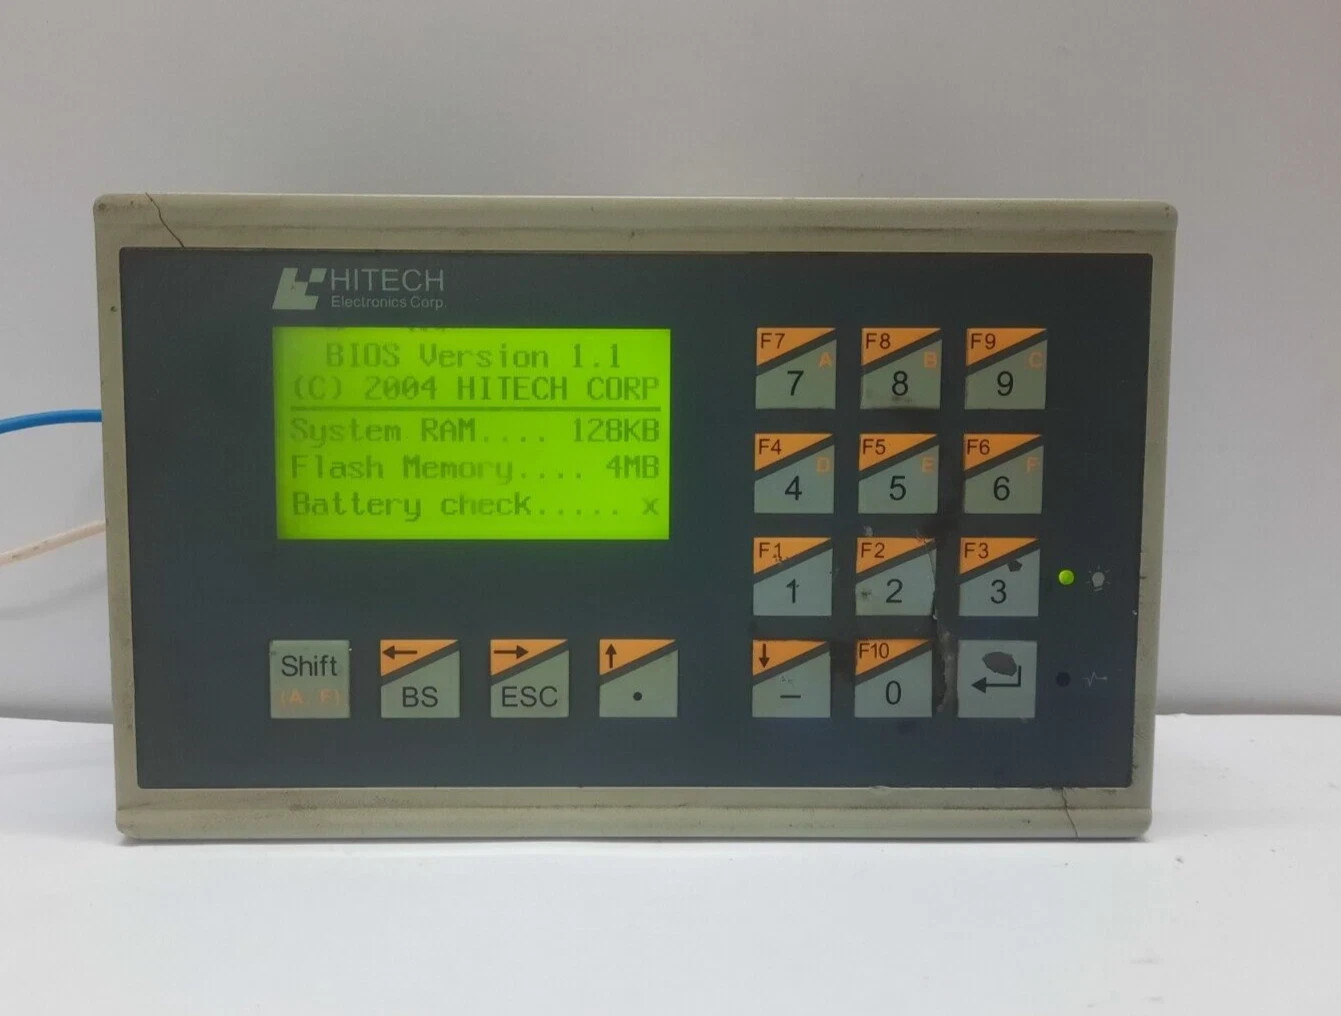 HITECH
Electronics Corp.
BIOS Version 1.1
(C) 2004 HITECH CORP
System RAM.... 128KB
Flash Memory.... 4MB
Battery check..... x
F7 A 7
F8 B 8
F9 C 9
F4 D 4
F5 E 5
F6 F 6
F1 1
F2 2
F3 3
Shift
(A F)
← BS
→ ESC
↑ .
↓ –
F10 0
↵